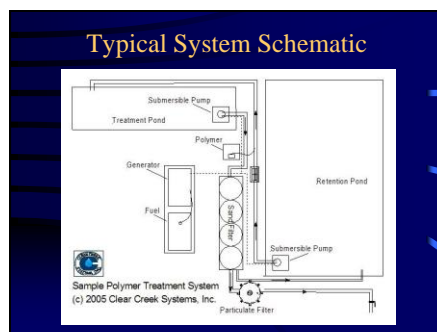 Typical System Schematic
Submersible Pump
Treatment Pond
Polymer
Generator
Retention Pond
Fuel
Sand Filter
Submersible Pump
Sample Polymer Treatment System
(c) 2005 Clear Creek Systems, Inc.
Particulate Filter